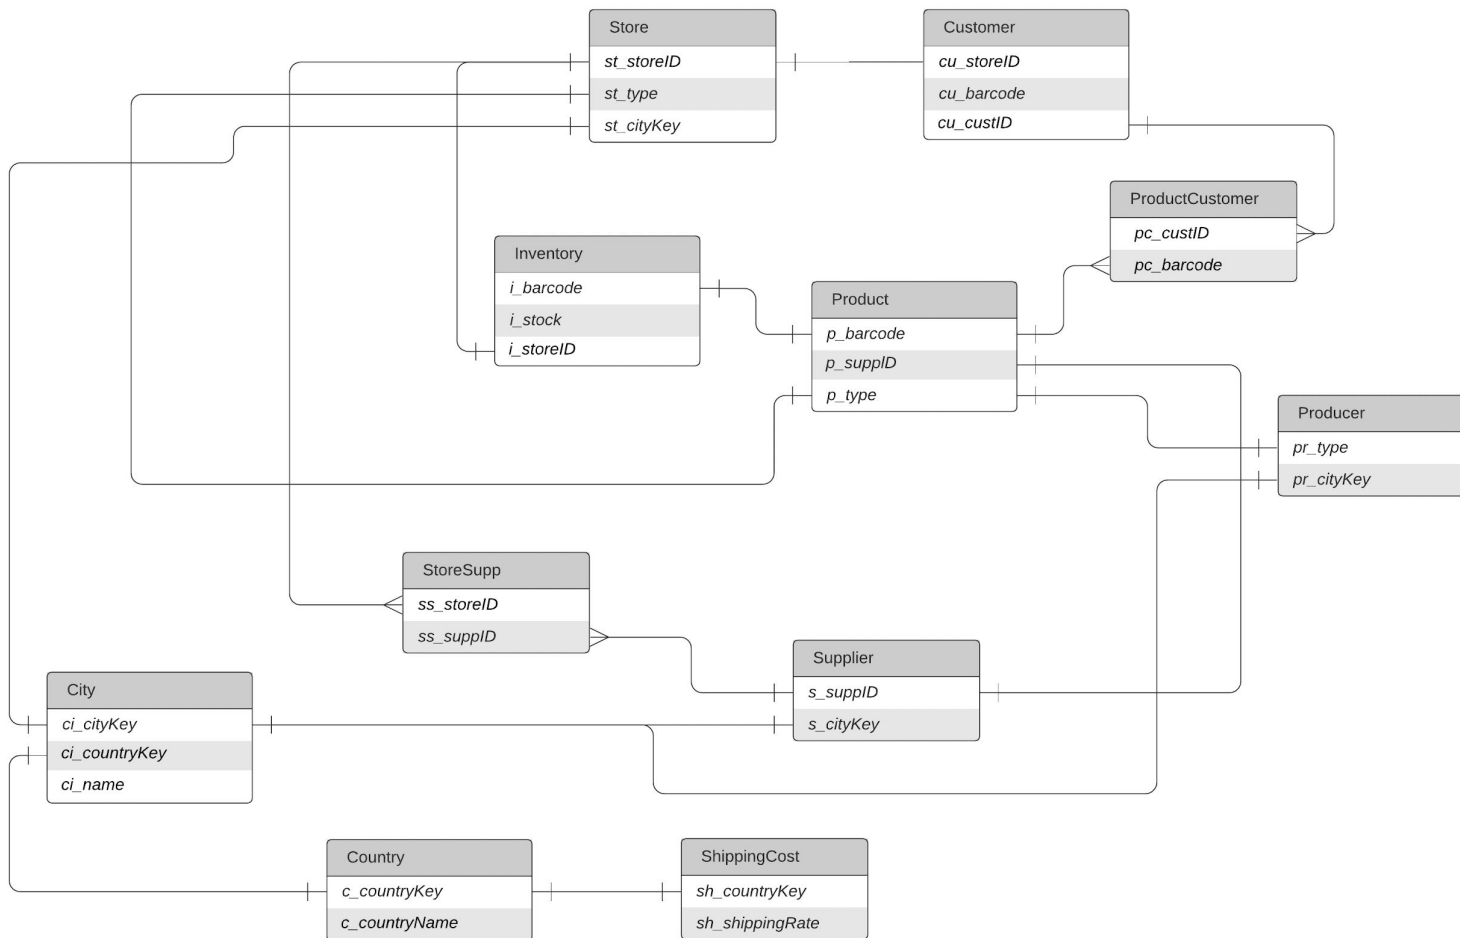 Store
st_storeID
st_type
st_cityKey
Customer
cu_storeID
cu_barcode
cu_custID
ProductCustomer
pc_custID
pc_barcode
Inventory
i_barcode
i_stock
i_storeID
Product
p_barcode
p_suppID
p_type
Producer
pr_type
pr_cityKey
StoreSupp
ss_storeID
ss_suppID
Supplier
s_suppID
s_cityKey
City
ci_cityKey
ci_countryKey
ci_name
Country
c_countryKey
c_countryName
ShippingCost
sh_countryKey
sh_shippingRate